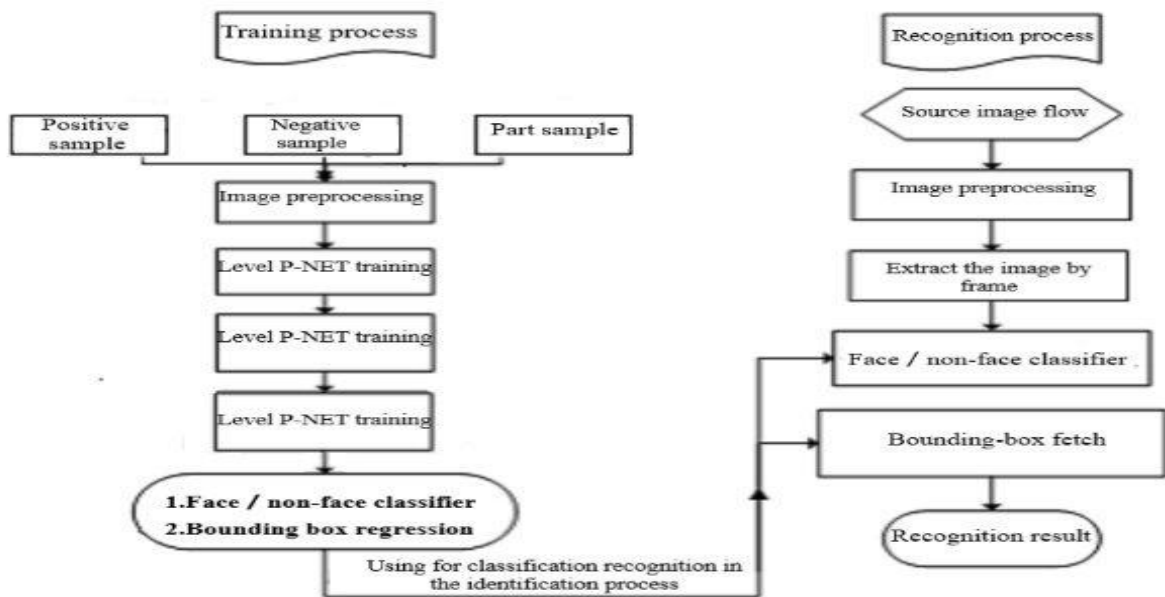 Training process
Positive
sample
Negative
sample
Part sample
Image preprocessing
Level P-NET training
Level P-NET training
Level P-NET training
1.Face / non-face classifier
2.Bounding box regression
Using for classification recognition in
the identification process
Recognition process
Source image flow
Image preprocessing
Extract the image by
frame
Face / non-face classifier
Bounding-box fetch
Recognition result